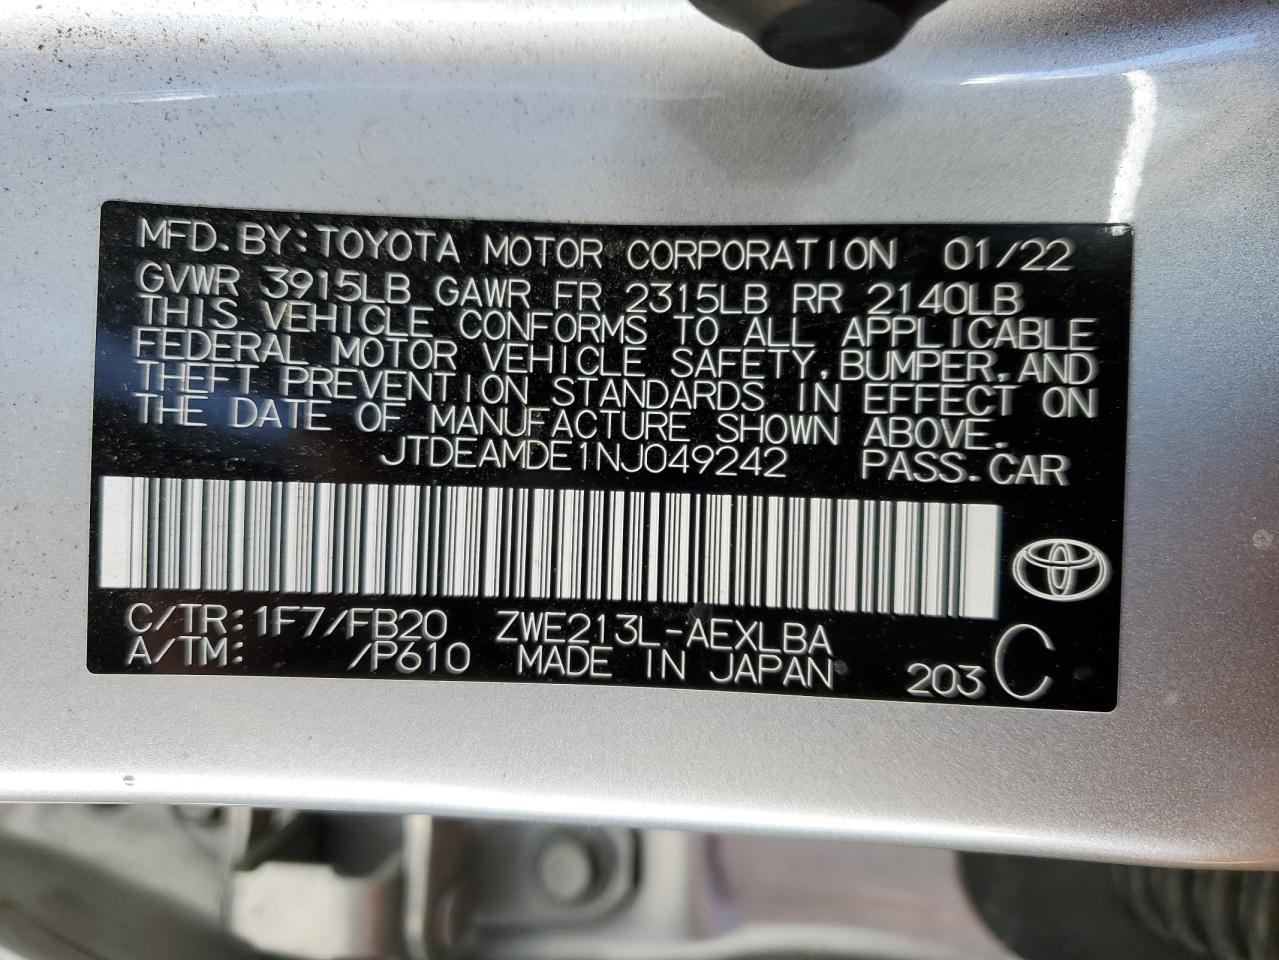 MFD. BY: TOYOTA MOTOR CORPORATION 01/22
GVWR 3915LB GAWR FR 2315LB RR 2140LB
THIS VEHICLE CONFORMS TO ALL APPLICABLE
FEDERAL MOTOR VEHICLE SAFETY, BUMPER, AND
THEFT PREVENTION STANDARDS IN EFFECT ON
THE DATE OF MANUFACTURE SHOWN ABOVE.
JTDEAMDE1NJ049242 PASS. CAR
C/TR: 1F7/FB20 ZWE213L-AEXLBA
A/TM: /P610 MADE IN JAPAN 203 C